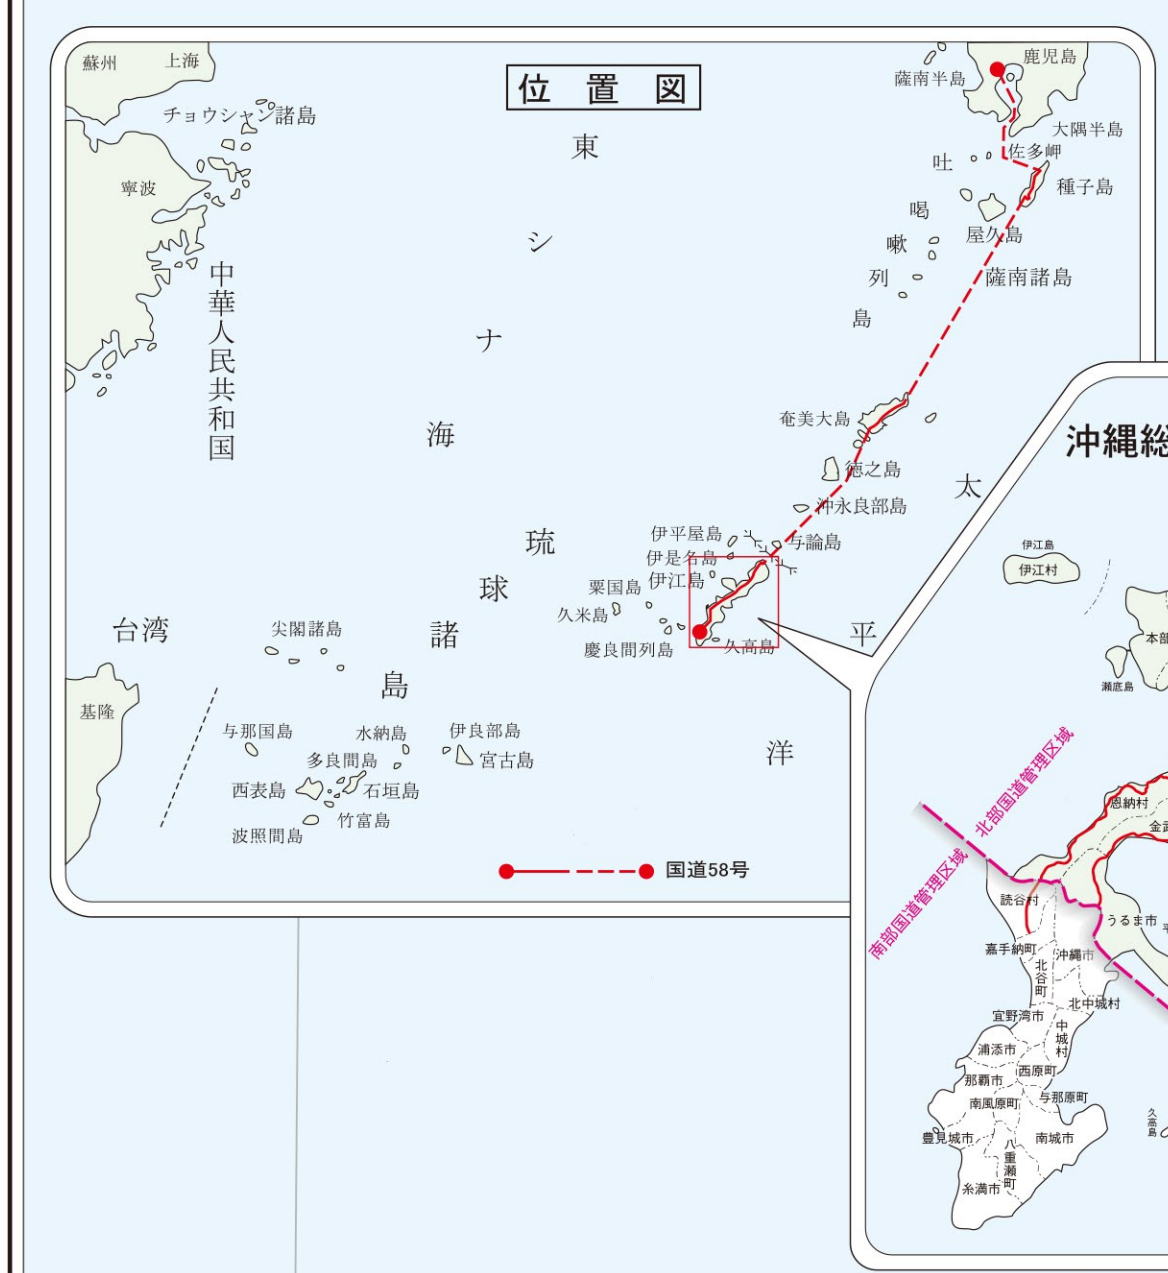 位置図
蘇州
上海
チョウシャン諸島
寧波
中華人民共和国
東シナ海
鹿児島
薩南半島
大隅半島
佐多岬
種子島
吐喝嗽列島
屋久島
薩南諸島
奄美大島
徳之島
沖永良部島
与論島
伊平屋島
伊是名島
伊江島
粟国島
久米島
慶良間列島
久高島
琉球諸島
太平洋
台湾
基隆
尖閣諸島
与那国島
水納島
伊良部島
多良間島
宮古島
西表島
石垣島
竹富島
波照間島
国道58号
沖縄総
伊江島
伊江村
本部
瀬底島
北部国道管理区域
南部国道管理区域
恩納村
金武
読谷村
うるま市
平
嘉手納町
沖縄市
北谷町
北中城村
宜野湾市
中城村
浦添市
西原町
那覇市
与那原町
南風原町
豊見城市
南城市
八重瀬町
糸満市
久高島